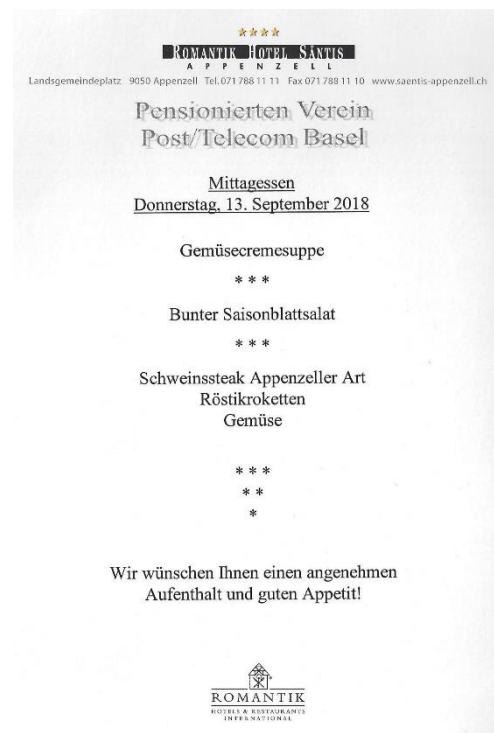 ★★★★
ROMANTIK HOTEL SÄNTIS
APPENZELL
Landsgemeindeplatz 9050 Appenzell Tel. 071 788 11 11 Fax 071 788 11 10 www.saentis-appenzell.ch
Pensionierten Verein
Post/Telecom Basel
Mittagessen
Donnerstag, 13. September 2018
Gemüsecremesuppe
* * *
Bunter Saisonblattsalat
* * *
Schweinssteak Appenzeller Art
Röstikroketten
Gemüse
* * *
* *
*
Wir wünschen Ihnen einen angenehmen
Aufenthalt und guten Appetit!
ROMANTIK
HOTELS & RESTAURANTS
INTERNATIONAL